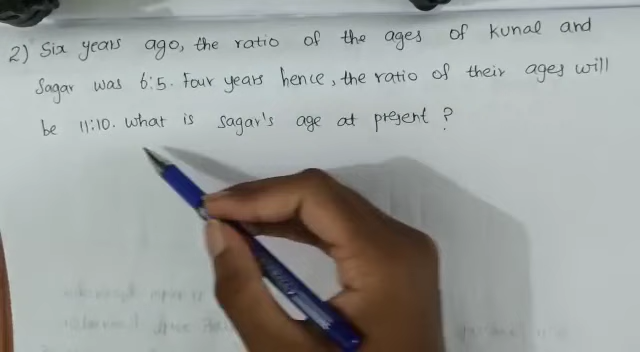 2) Six years ago, the ratio of the ages of kunal and
Sagar was 6:5. Four years hence, the ratio of their ages will
be 11:10. what is sagar's age at present ?